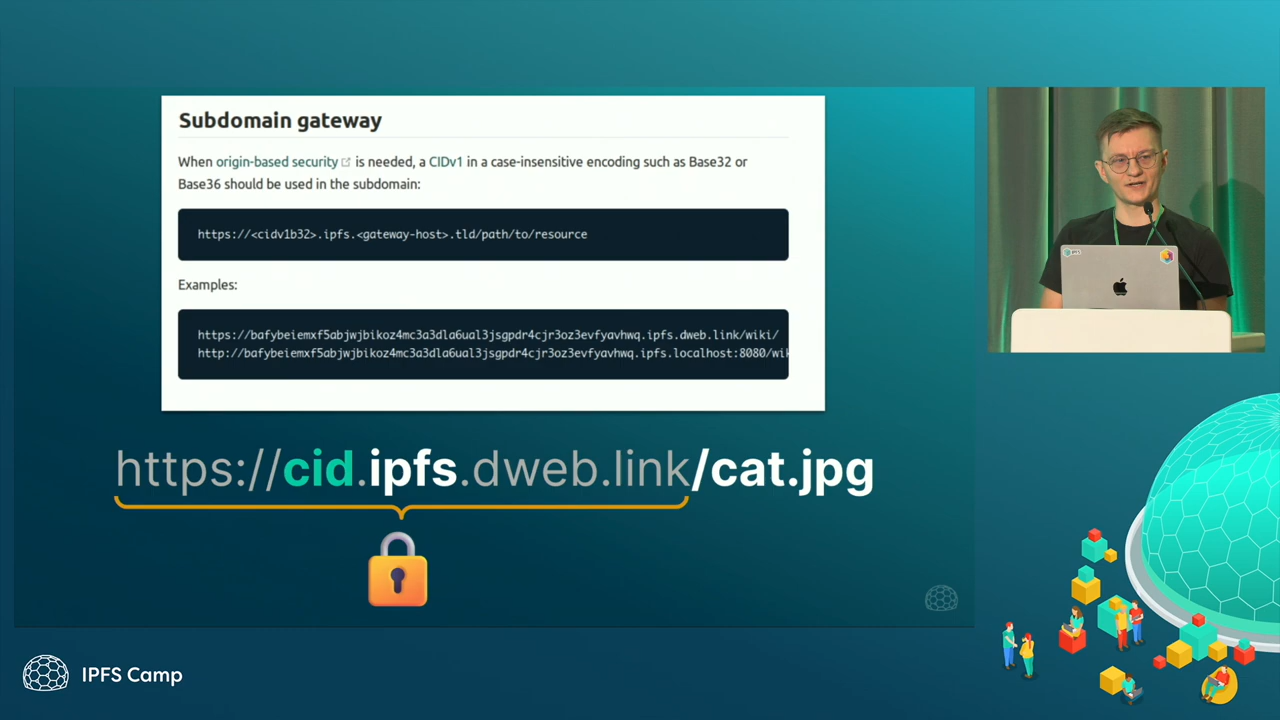 Subdomain gateway
When origin-based security is needed, a CIDv1 in a case-insensitive encoding such as Base32 or
Base36 should be used in the subdomain:
https://<cidv1b32>.ipfs.<gateway-host>.tld/path/to/resource
Examples:
https://bafybeiemxf5abjwjbikoz4mc3a3dla6ual3jsgpdr4cjr3oz3evfyavhwq.ipfs.dweb.link/wiki/
http://bafybeiemxf5abjwjbikoz4mc3a3dla6ual3jsgpdr4cjr3oz3evfyavhwq.ipfs.localhost:8080/wik
https://cid.ipfs.dweb.link/cat.jpg
IPFS
IPFS Camp